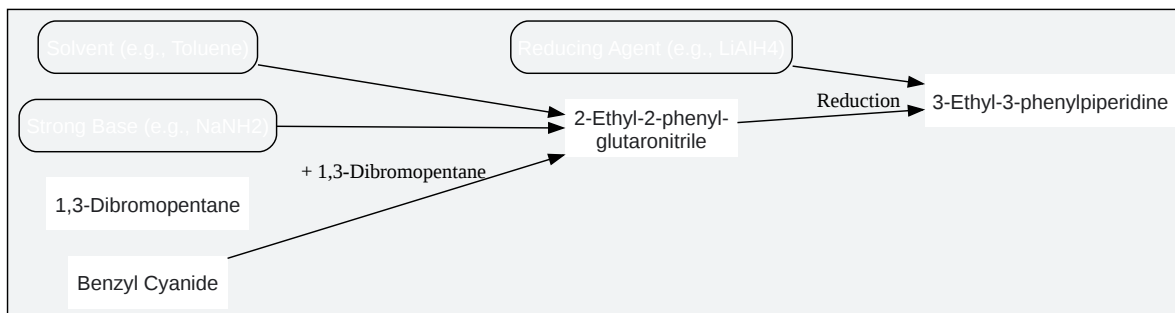 Solvent (e.g., Toluene)
Reducing Agent (e.g., LiAlH4)
Reduction
3-Ethyl-3-phenylpiperidine
Strong Base (e.g., NaNH2)
2-Ethyl-2-phenyl-
glutaronitrile
+ 1,3-Dibromopentane
1,3-Dibromopentane
Benzyl Cyanide